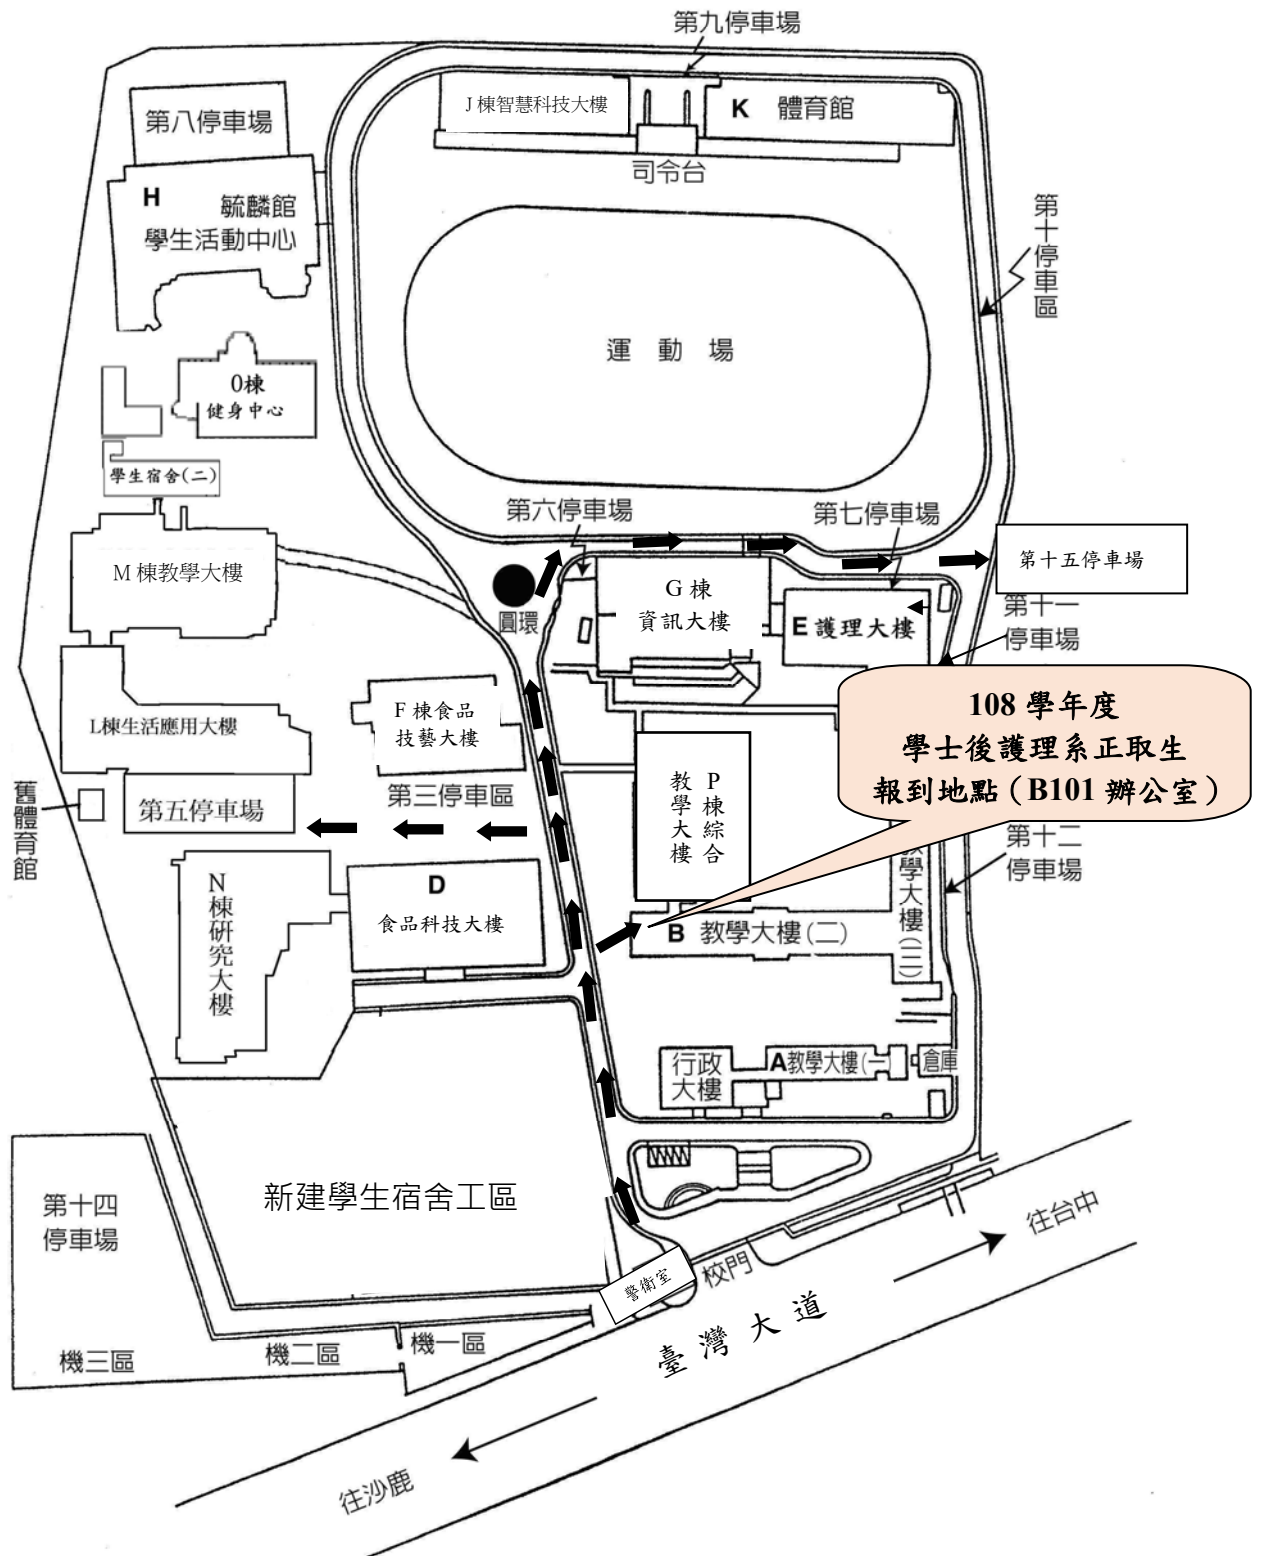 第九停車場
第八停車場
J棟智慧科技大樓
K 體育館
司令台
H 毓麟館
學生活動中心
第十停車區
運動場
O棟
健身中心
學生宿舍(二)
第六停車場
第七停車場
M棟教學大樓
第十五停車場
圓環
G棟
資訊大樓
E護理大樓
第十一
停車場
L棟生活應用大樓
F棟食品
技藝大樓
108 學年度
學士後護理系正取生
報到地點（B101 辦公室）
P棟綜合
教學大樓
第三停車區
舊體育館
第五停車場
第十二
停車場
教學大樓(三)
N棟研究大樓
D
食品科技大樓
B 教學大樓(二)
行政
大樓
A教學大樓(一)
倉庫
第十四
停車場
新建學生宿舍工區
往台中
校門
警衛室
臺灣大道
機一區
機二區
機三區
往沙鹿